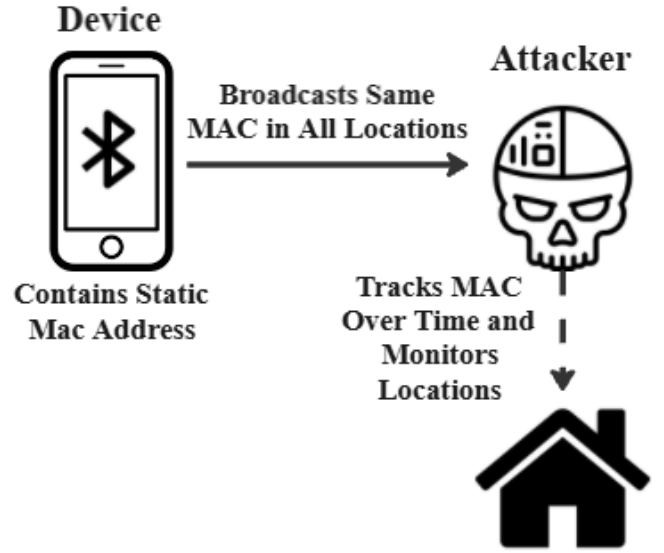 Device
Attacker
Broadcasts Same
MAC in All Locations
Contains Static
Mac Address
Tracks MAC
Over Time and
Monitors
Locations